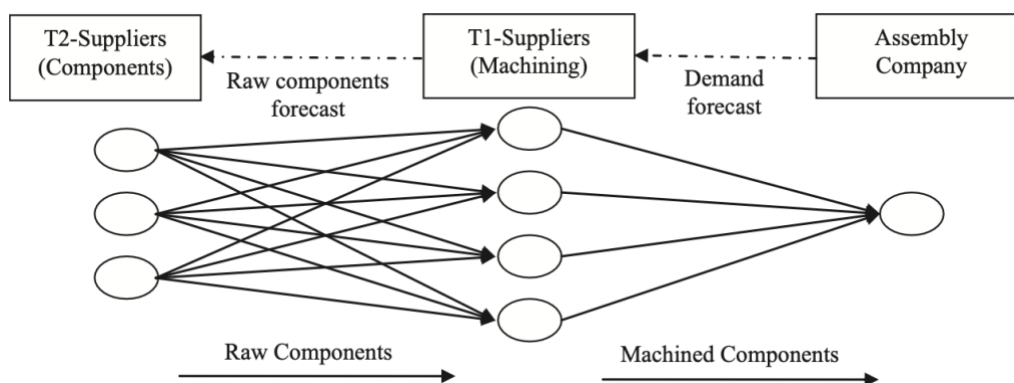 T2-Suppliers
(Components)
Raw components
forecast
T1-Suppliers
(Machining)
Demand
forecast
Assembly
Company
Raw Components
Machined Components